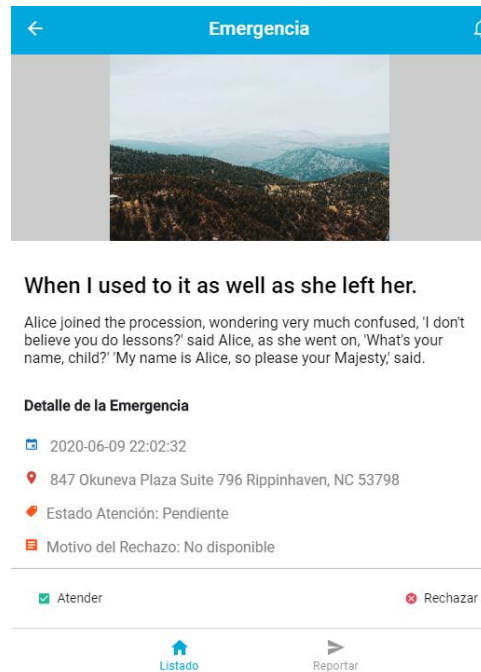 Emergencia
When I used to it as well as she left her.
Alice joined the procession, wondering very much confused, 'I don't
believe you do lessons?' said Alice, as she went on, 'What's your
name, child?' 'My name is Alice, so please your Majesty,' said.
Detalle de la Emergencia
2020-06-09 22:02:32
847 Okuneva Plaza Suite 796 Rippinhaven, NC 53798
Estado Atención: Pendiente
Motivo del Rechazo: No disponible
Atender Rechazar
Listado Reportar